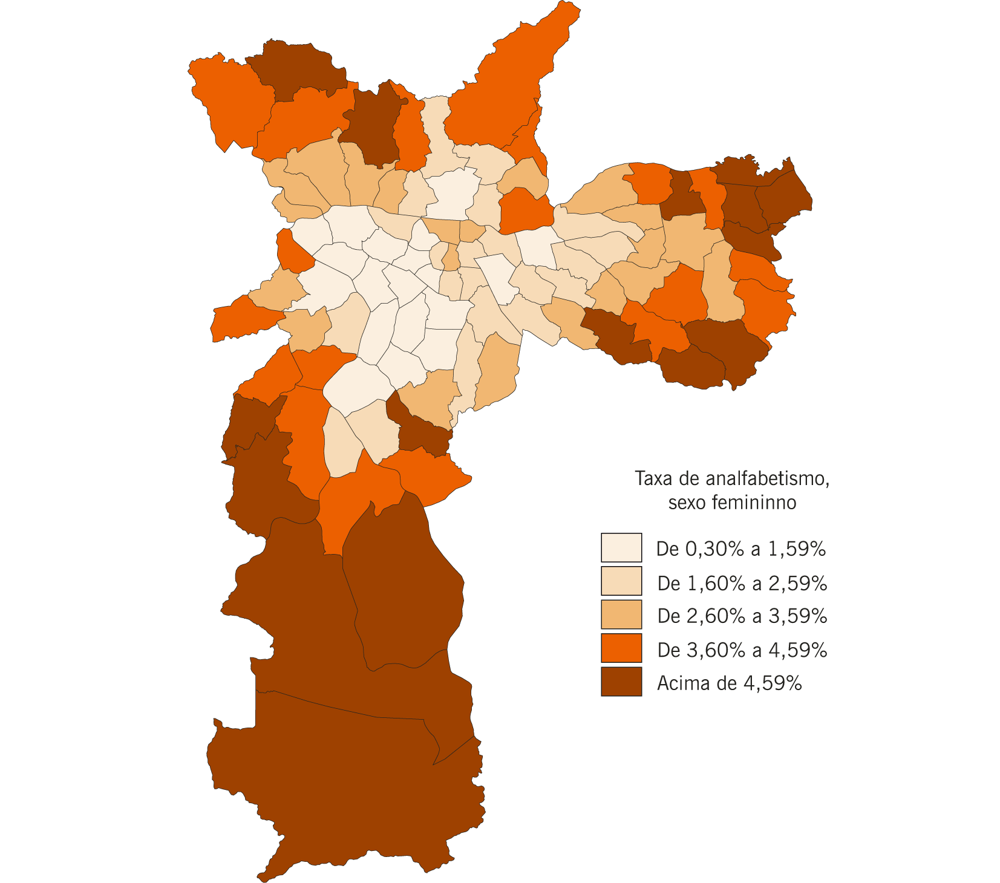 Taxa de analfabetismo,
sexo femininno
De 0,30% a 1,59%
De 1,60% a 2,59%
De 2,60% a 3,59%
De 3,60% a 4,59%
Acima de 4,59%